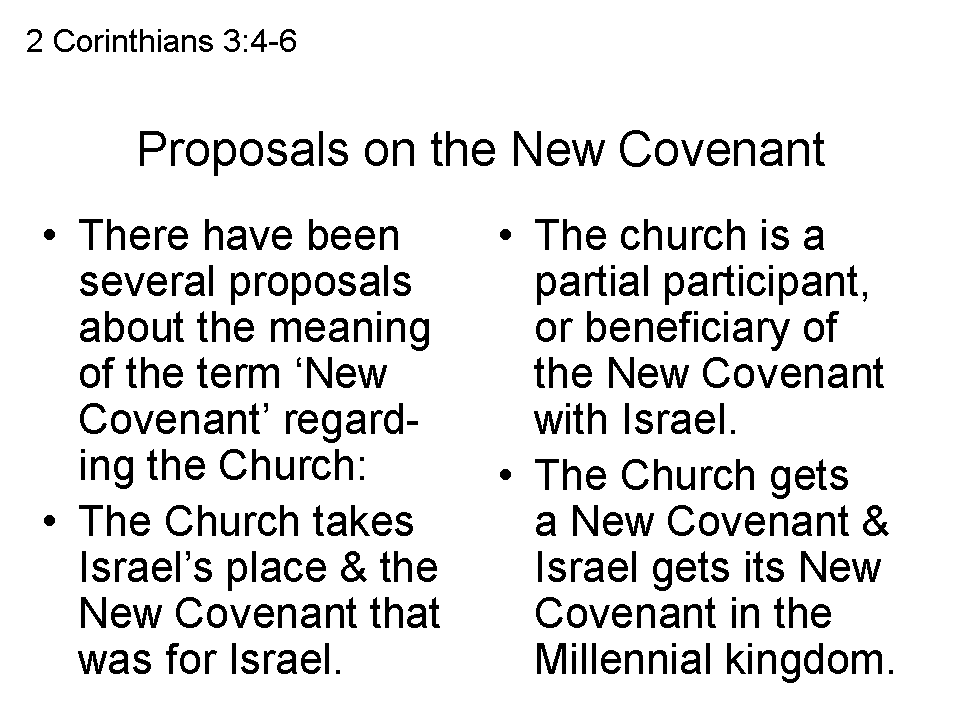 2 Corinthians 3:4-6
Proposals on the New Covenant
• There have been
several proposals
about the meaning
of the term ‘New
Covenant’ regard-
ing the Church:
• The Church takes
Israel’s place & the
New Covenant that
was for Israel.
• The church is a
partial participant,
or beneficiary of
the New Covenant
with Israel.
• The Church gets
a New Covenant &
Israel gets its New
Covenant in the
Millennial kingdom.